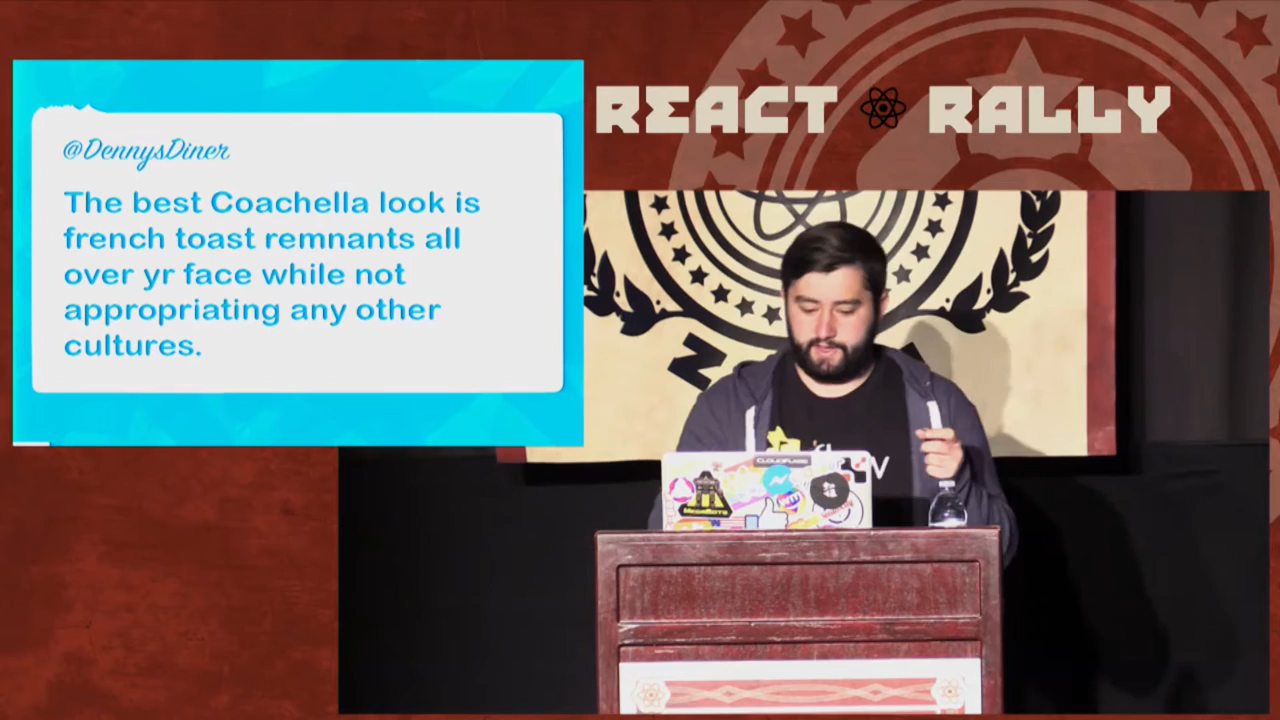 @DennysDiner
The best Coachella look is
french toast remnants all
over yr face while not
appropriating any other
cultures.
REACT RALLY
CLOUDFLARE